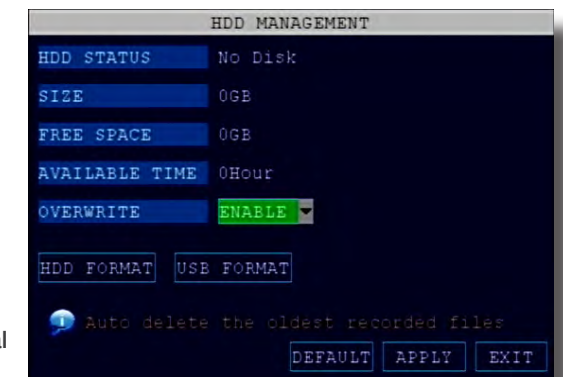 HDD MANAGEMENT
HDD STATUS No Disk
SIZE 0GB
FREE SPACE 0GB
AVAILABLE TIME 0Hour
OVERWRITE ENABLE
HDD FORMAT USB FORMAT
Auto delete the oldest recorded files
DEFAULT APPLY EXIT